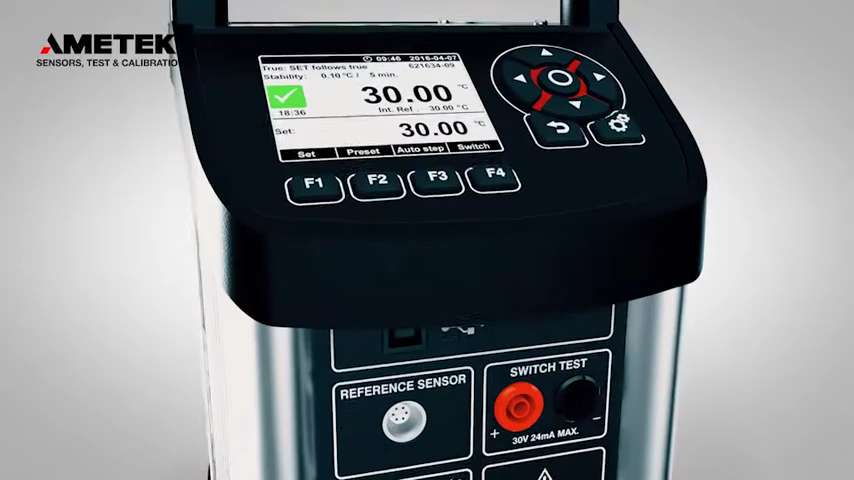 AMETEK
SENSORS, TEST & CALIBRATIO
09:46 2016-04-07
True: SET follows true 621634-09
Stability: 0.10 °C / 5 min.
30.00 °C
18:36 Int. Ref. 30.00 °C
Set: 30.00 °C
Set Preset Auto step Switch
F1 F2 F3 F4
REFERENCE SENSOR
SWITCH TEST
+ −
30V 24mA MAX.